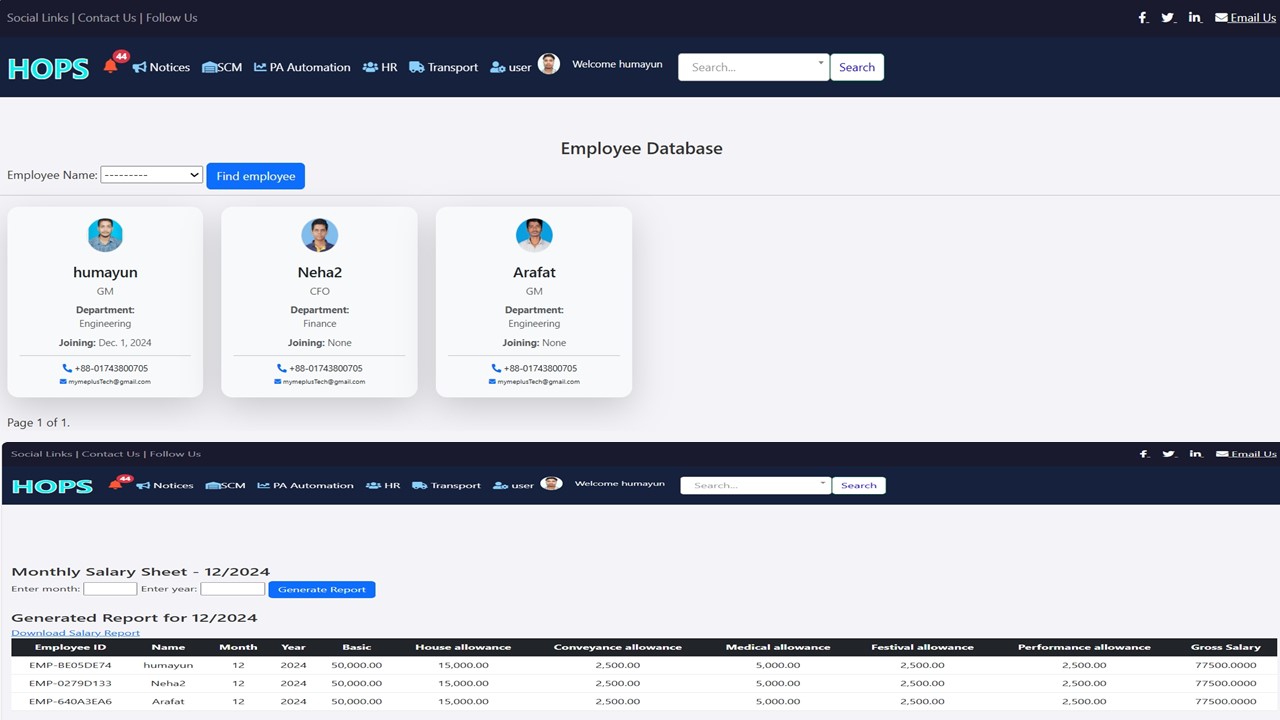 Social Links | Contact Us | Follow Us Email Us
HOPS 44 Notices SCM PA Automation HR Transport user Welcome humayun Search... Search
Employee Database
Employee Name: --------- Find employee
humayun Neha2 Arafat
GM CFO GM
Department: Department: Department:
Engineering Finance Engineering
Joining: Dec. 1, 2024 Joining: None Joining: None
+88-01743800705 +88-01743800705 +88-01743800705
mymeplusTech@gmail.com mymeplusTech@gmail.com mymeplusTech@gmail.com
Page 1 of 1.
Social Links | Contact Us | Follow Us Email Us
HOPS 44 Notices SCM PA Automation HR Transport user Welcome humayun Search... Search
Monthly Salary Sheet - 12/2024
Enter month: Enter year: Generate Report
Generated Report for 12/2024
Download Salary Report
Employee ID Name Month Year Basic House allowance Conveyance allowance Medical allowance Festival allowance Performance allowance Gross Salary
EMP-BE05DE74 humayun 12 2024 50,000.00 15,000.00 2,500.00 5,000.00 2,500.00 2,500.00 77500.0000
EMP-0279D133 Neha2 12 2024 50,000.00 15,000.00 2,500.00 5,000.00 2,500.00 2,500.00 77500.0000
EMP-640A3EA6 Arafat 12 2024 50,000.00 15,000.00 2,500.00 5,000.00 2,500.00 2,500.00 77500.0000